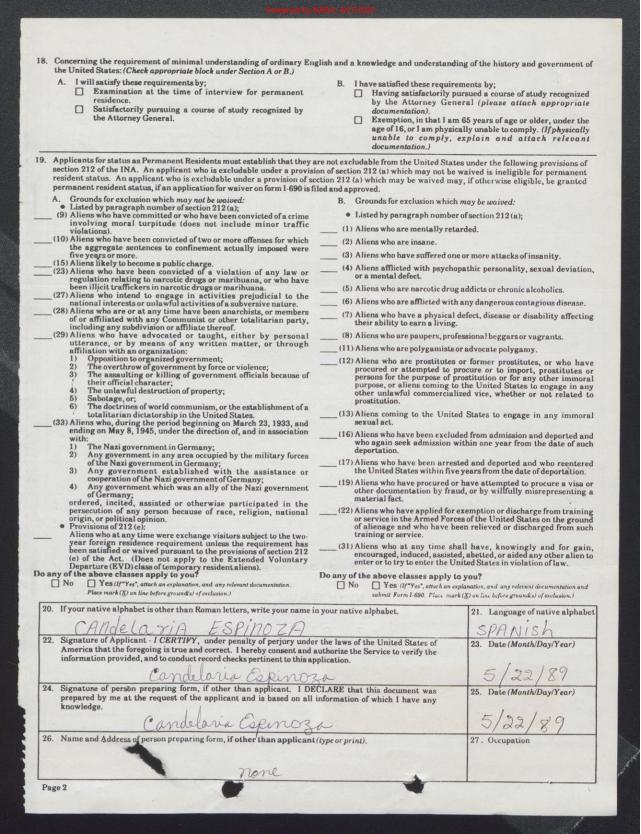 18. Concerning the requirement of minimal understanding of ordinary English and a knowledge and understanding of the history and government of
the United States: (Check appropriate block under Section A or B.)
A. I will satisfy these requirements by;
☐ Examination at the time of interview for permanent
residence.
☐ Satisfactorily pursuing a course of study recognized by
the Attorney General.
B. I have satisfied these requirements by;
☐ Having satisfactorily pursued a course of study recognized
by the Attorney General (please attach appropriate
documentation).
☐ Exemption, in that I am 65 years of age or older, under the
age of 16, or I am physically unable to comply. (If physically
unable to comply, explain and attach relevant
documentation.)
19. Applicants for status as Permanent Residents must establish that they are not excludable from the United States under the following provisions of
section 212 of the INA. An applicant who is excludable under a provision of section 212 (a) which may not be waived is ineligible for permanent
resident status. An applicant who is excludable under a provision of section 212 (a) which may be waived may, if otherwise eligible, be granted
permanent resident status, if an application for waiver on form I-690 is filed and approved.
A. Grounds for exclusion which may not be waived:
● Listed by paragraph number of section 212 (a);
(9) Aliens who have committed or who have been convicted of a crime
involving moral turpitude (does not include minor traffic
violations).
(10) Aliens who have been convicted of two or more offenses for which
the aggregate sentences to confinement actually imposed were
five years or more.
(15) Aliens likely to become a public charge.
(23) Aliens who have been convicted of a violation of any law or
regulation relating to narcotic drugs or marihuana, or who have
been illicit traffickers in narcotic drugs or marihuana.
(27) Aliens who intend to engage in activities prejudicial to the
national interests or unlawful activities of a subversive nature.
(28) Aliens who are or at any time have been anarchists, or members
of or affiliated with any Communist or other totalitarian party,
including any subdivision or affiliate thereof.
(29) Aliens who have advocated or taught, either by personal
utterance, or by means of any written matter, or through
affiliation with an organization:
1) Opposition to organized government;
2) The overthrow of government by force or violence;
3) The assaulting or killing of government officials because of
their official character;
4) The unlawful destruction of property;
5) Sabotage, or;
6) The doctrines of world communism, or the establishment of a
totalitarian dictatorship in the United States.
(33) Aliens who, during the period beginning on March 23, 1933, and
ending on May 8, 1945, under the direction of, and in association
with:
1) The Nazi government in Germany;
2) Any government in any area occupied by the military forces
of the Nazi government in Germany;
3) Any government established with the assistance or
cooperation of the Nazi government of Germany;
4) Any government which was an ally of the Nazi government
of Germany;
(e) ordered, incited, assisted or otherwise participated in the
persecution of any person because of race, religion, national
origin, or political opinion.
● Provisions of 212 (e):
Aliens who at any time were exchange visitors subject to the two-
year foreign residence requirement unless the requirement has
been satisfied or waived pursuant to the provisions of section 212
(e) of the Act. (Does not apply to the Extended Voluntary
Departure (EVD) class of temporary resident aliens).
Do any of the above classes apply to you?
☐ No ☐ Yes (If "Yes", attach an explanation, and any relevant documentation.
Place mark (X) on line before ground(s) of exclusion.)
B. Grounds for exclusion which may be waived:
● Listed by paragraph number of section 212 (a);
(1) Aliens who are mentally retarded.
(2) Aliens who are insane.
(3) Aliens who have suffered one or more attacks of insanity.
(4) Aliens afflicted with psychopathic personality, sexual deviation,
or a mental defect.
(5) Aliens who are narcotic drug addicts or chronic alcoholics.
(6) Aliens who are afflicted with any dangerous contagious disease.
(7) Aliens who have a physical defect, disease or disability affecting
their ability to earn a living.
(8) Aliens who are paupers, professional beggars or vagrants.
(11) Aliens who are polygamists or advocate polygamy.
(12) Aliens who are prostitutes or former prostitutes, or who have
procured or attempted to procure or to import, prostitutes or
persons for the purpose of prostitution or for any other immoral
purpose, or aliens coming to the United States to engage in any
other unlawful commercialized vice, whether or not related to
prostitution.
(13) Aliens coming to the United States to engage in any immoral
sexual act.
(16) Aliens who have been excluded from admission and deported and
who again seek admission within one year from the date of such
deportation.
(17) Aliens who have been arrested and deported and who reentered
the United States within five years from the date of deportation.
(19) Aliens who have procured or have attempted to procure a visa or
other documentation by fraud, or by willfully misrepresenting a
material fact.
(22) Aliens who have applied for exemption or discharge from training
or service in the Armed Forces of the United States on the ground
of alienage and who have been relieved or discharged from such
training or service.
(31) Aliens who at any time shall have, knowingly and for gain,
encouraged, induced, assisted, abetted, or aided any other alien to
enter or to try to enter the United States in violation of law.
Do any of the above classes apply to you?
☐ No ☐ Yes (If "Yes", attach an explanation, and any relevant documentation and
submit Form I-690. Place mark (X) on line before ground(s) of exclusion.)
20. If your native alphabet is other than Roman letters, write your name in your native alphabet.
CANdelaria ESPINOZA
21. Language of native alphabet
SPANish
22. Signature of Applicant - I CERTIFY, under penalty of perjury under the laws of the United States of
America that the foregoing is true and correct. I hereby consent and authorize the Service to verify the
information provided, and to conduct record checks pertinent to this application.
Candelaria Espinoza
23. Date (Month/Day/Year)
5/22/89
24. Signature of person preparing form, if other than applicant. I DECLARE that this document was
prepared by me at the request of the applicant and is based on all information of which I have any
knowledge.
Candelaria Espinoza
25. Date (Month/Day/Year)
5/22/89
26. Name and Address of person preparing form, if other than applicant (type or print).
none
27. Occupation
Page 2